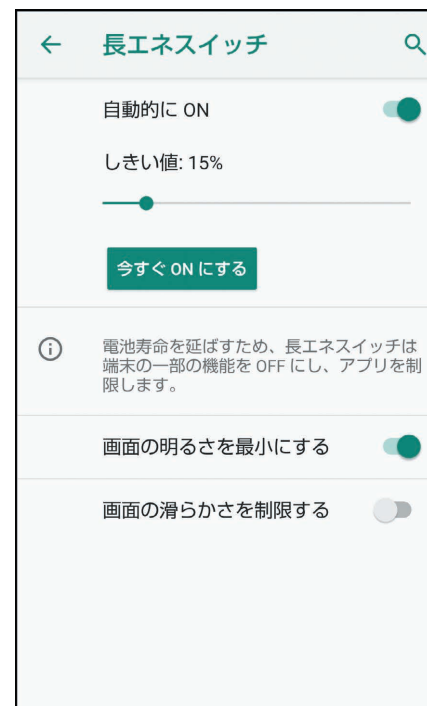 長エネスイッチ
自動的に ON
しきい値: 15%
今すぐ ON にする
電池寿命を延ばすため、長エネスイッチは
端末の一部の機能を OFF にし、アプリを制
限します。
画面の明るさを最小にする
画面の滑らかさを制限する